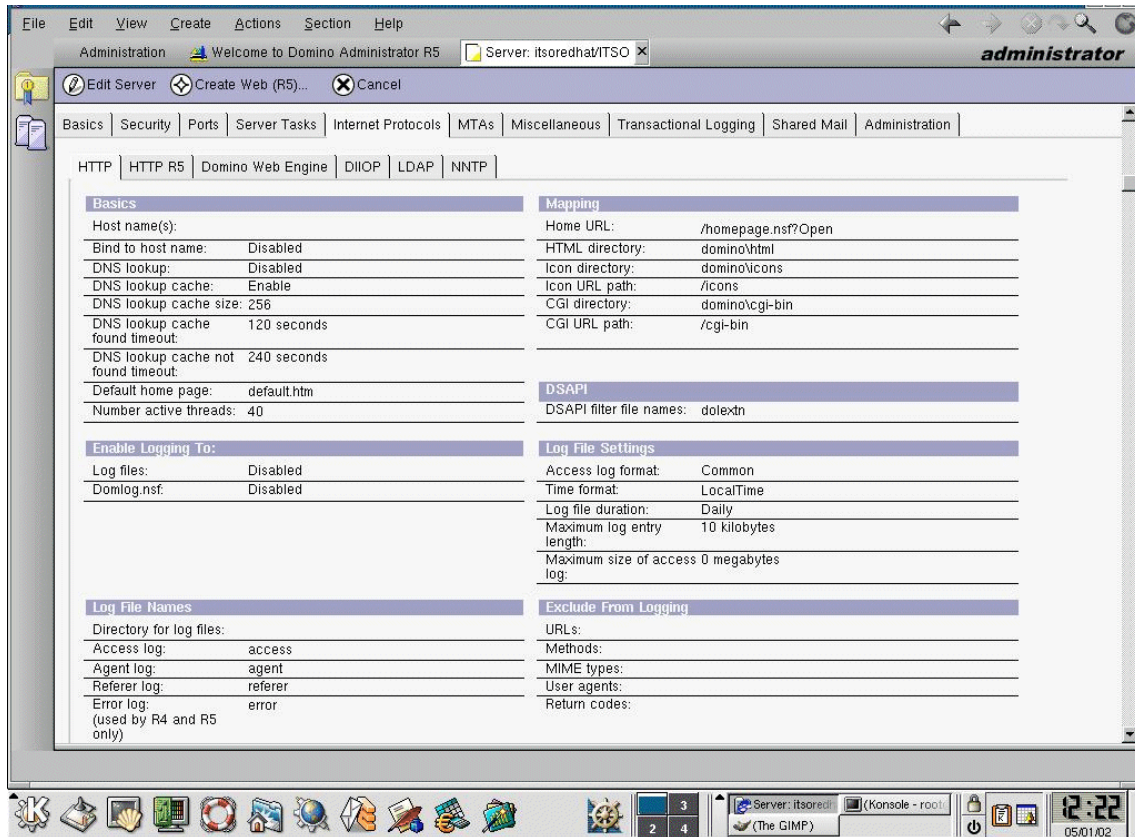 File Edit View Create Actions Section Help
Administration Welcome to Domino Administrator R5 Server: itsoredhat/ITSO
administrator
Edit Server Create Web (R5)... Cancel
Basics Security Ports Server Tasks Internet Protocols MTAs Miscellaneous Transactional Logging Shared Mail Administration
HTTP HTTP R5 Domino Web Engine DIIOP LDAP NNTP
Basics
Host name(s):
Bind to host name: Disabled
DNS lookup: Disabled
DNS lookup cache: Enable
DNS lookup cache size: 256
DNS lookup cache 120 seconds
found timeout:
DNS lookup cache not 240 seconds
found timeout:
Default home page: default.htm
Number active threads: 40
Mapping
Home URL: /homepage.nsf?Open
HTML directory: domino\html
Icon directory: domino\icons
Icon URL path: /icons
CGI directory: domino\cgi-bin
CGI URL path: /cgi-bin
DSAPI
DSAPI filter file names: dolextn
Enable Logging To:
Log files: Disabled
Domlog.nsf: Disabled
Log File Settings
Access log format: Common
Time format: LocalTime
Log file duration: Daily
Maximum log entry 10 kilobytes
length:
Maximum size of access 0 megabytes
log:
Log File Names
Directory for log files:
Access log: access
Agent log: agent
Referer log: referer
Error log: error
(used by R4 and R5
only)
Exclude From Logging
URLs:
Methods:
MIME types:
User agents:
Return codes:
3
2 4
Server: itsoredh
(Konsole - root
(The GIMP)
12:22
05/01/02